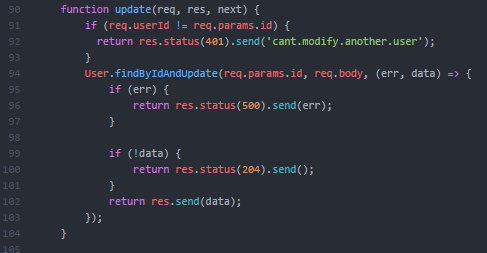 90 function update(req, res, next) {
91 if (req.userId != req.params.id) {
92 return res.status(401).send('cant.modify.another.user');
93 }
94 User.findByIdAndUpdate(req.params.id, req.body, (err, data) => {
95 if (err) {
96 return res.status(500).send(err);
97 }
98
99 if (!data) {
100 return res.status(204).send();
101 }
102 return res.send(data);
103 });
104 }
105